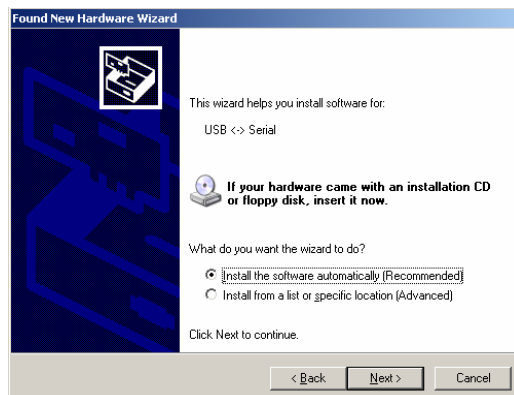 Found New Hardware Wizard
This wizard helps you install software for:
USB <-> Serial
If your hardware came with an installation CD
or floppy disk, insert it now.
What do you want the wizard to do?
Install the software automatically (Recommended)
Install from a list or specific location (Advanced)
Click Next to continue.
< Back
Next >
Cancel